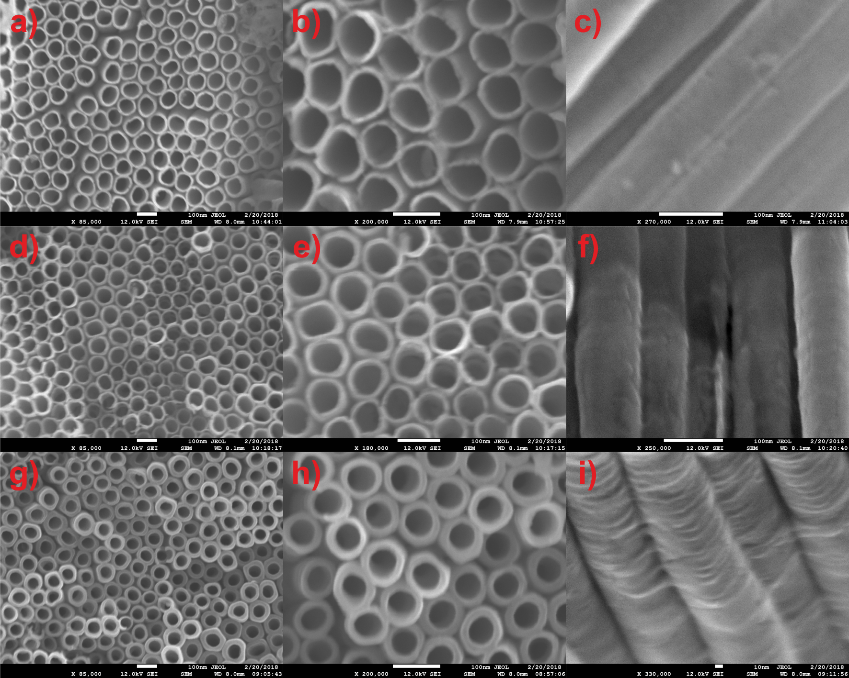 a)
b)
c)
X 85,000 12.0kV SEI SEM WD 8.0mm 100nm JEOL 2/20/2018 10:44:01
X 200,000 12.0kV SEI SEM WD 7.9mm 100nm JEOL 2/20/2018 10:57:25
X 270,000 12.0kV SEI SEM WD 7.9mm 100nm JEOL 2/20/2018 11:04:03
d)
e)
f)
X 85,000 12.0kV SEI SEM WD 8.1mm 100nm JEOL 2/20/2018 10:18:17
X 180,000 12.0kV SEI SEM WD 8.1mm 100nm JEOL 2/20/2018 10:17:15
X 250,000 12.0kV SEI SEM WD 8.1mm 100nm JEOL 2/20/2018 10:20:40
g)
h)
i)
X 85,000 12.0kV SEI SEM WD 8.0mm 100nm JEOL 2/20/2018 09:05:43
X 200,000 12.0kV SEI SEM WD 8.0mm 100nm JEOL 2/20/2018 08:57:06
X 330,000 12.0kV SEI SEM WD 8.0mm 10nm JEOL 2/20/2018 09:11:56